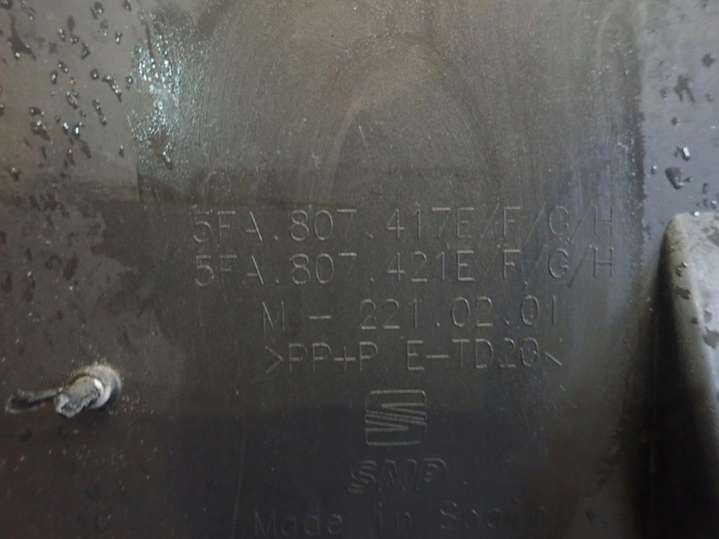 5FA.807.417E/F/G/H
5FA.807.421E/F/G/H
M - 221.02.01
>PP+P E-TD20<
SMP
Made in Spain